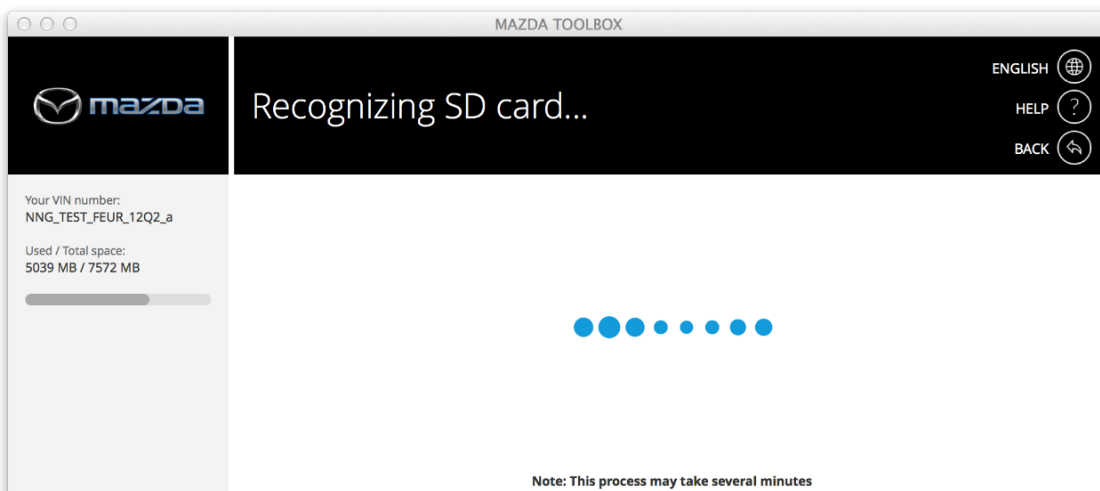 MAZDA TOOLBOX
mazda
Recognizing SD card...
ENGLISH
HELP
?
BACK
Your VIN number:
NNG_TEST_FEUR_12Q2_a
Used / Total space:
5039 MB / 7572 MB
Note: This process may take several minutes